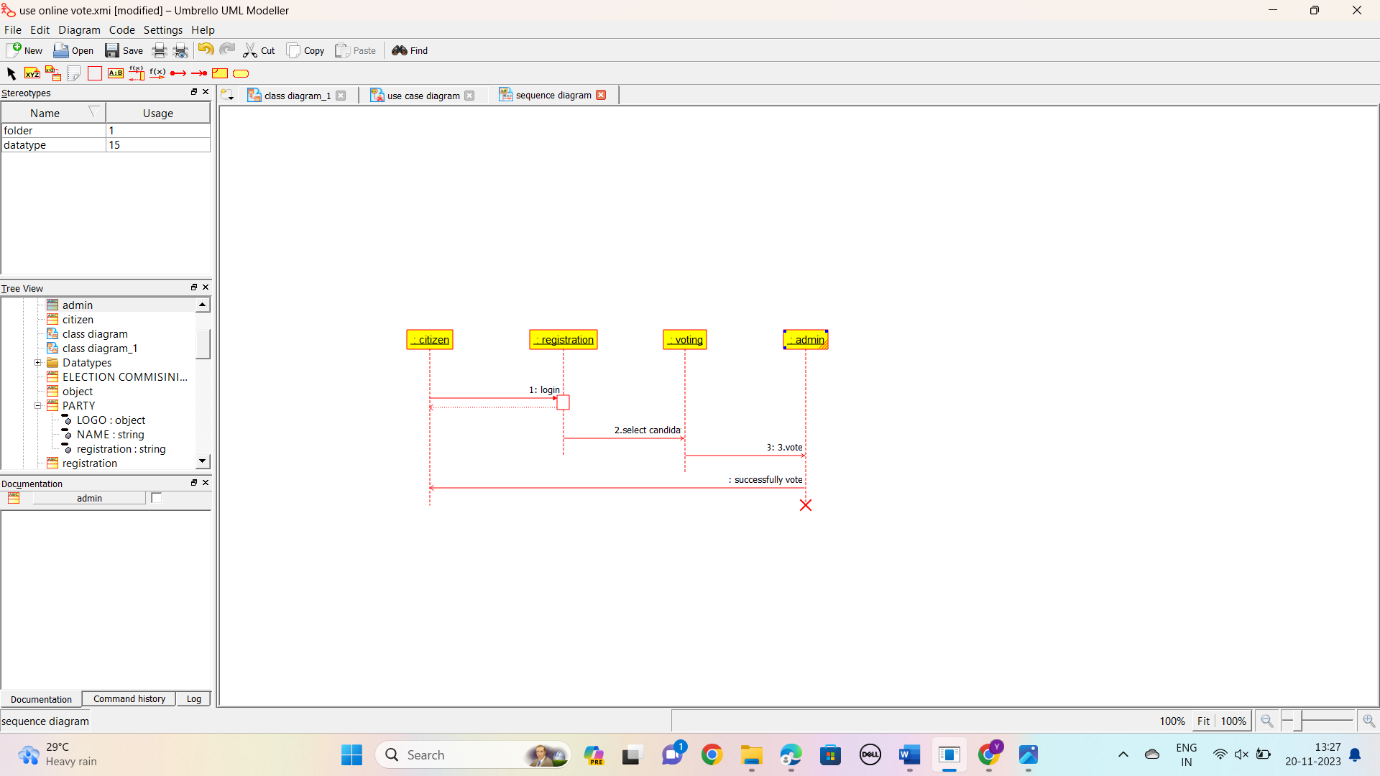 use online vote.xmi [modified] – Umbrello UML Modeller
File Edit Diagram Code Settings Help
New Open Save Cut Copy Paste Find
XYZ A:B f(x) f(x)
Stereotypes
Name Usage
folder 1
datatype 15
class diagram_1 use case diagram sequence diagram
Tree View
admin
citizen
class diagram
class diagram_1
Datatypes
ELECTION COMMISINI...
object
PARTY
LOGO : object
NAME : string
registration : string
registration
: citizen : registration : voting : admin
1: login
2.select candida
3: 3.vote
: successfully vote
Documentation
admin
Documentation Command history Log
sequence diagram
100% Fit 100%
29°C
Heavy rain
Search
PRE
1
DELL
W
Y
ENG
IN
13:27
20-11-2023